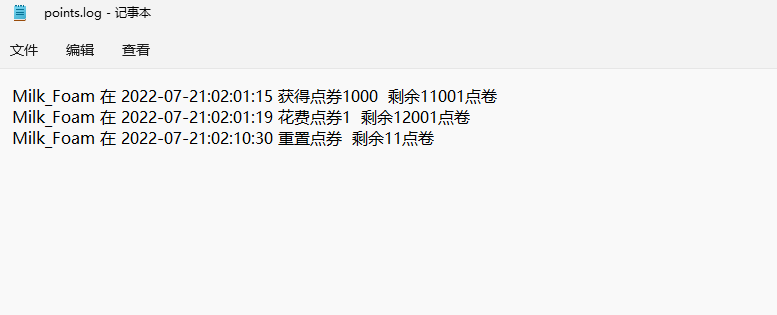 points.log - 记事本
文件 编辑 查看
Milk_Foam 在 2022-07-21:02:01:15 获得点券1000 剩余11001点卷
Milk_Foam 在 2022-07-21:02:01:19 花费点券1 剩余12001点卷
Milk_Foam 在 2022-07-21:02:10:30 重置点券 剩余11点卷